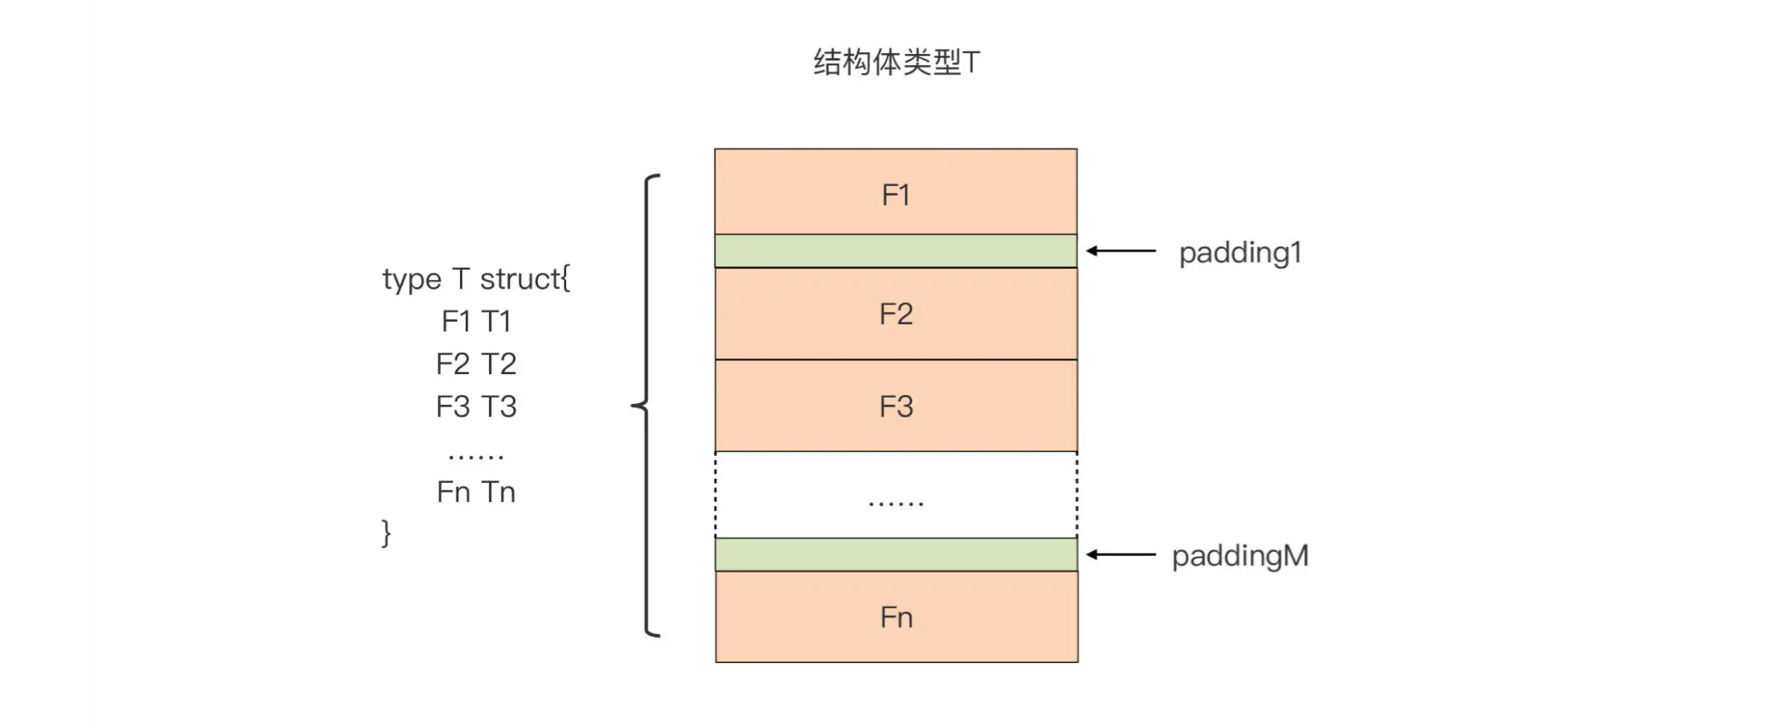 结构体类型T
type T struct{
F1 T1
F2 T2
F3 T3
......
Fn Tn
}
F1
padding1
F2
F3
......
paddingM
Fn